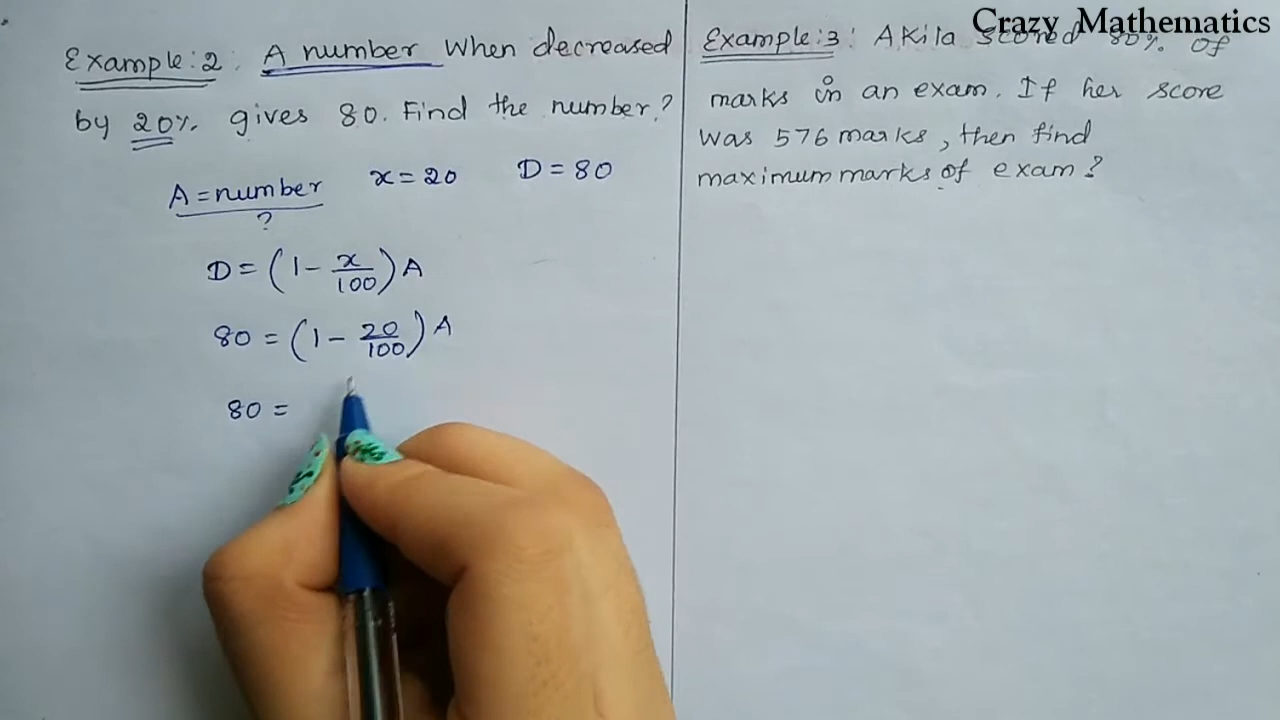 Crazy Mathematics
Example:2: A number when decreased
by 20% gives 80. Find the number?
A = number x = 20 D = 80
?
D = (1 - x/100) A
80 = (1 - 20/100) A
80 =
Example:3: Akila scored 80% of
marks in an exam. If her score
was 576 marks, then find
maximum marks of exam?